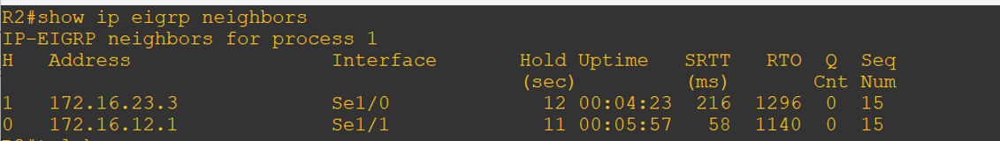 R2#show ip eigrp neighbors
IP-EIGRP neighbors for process 1
H   Address                 Interface       Hold Uptime   SRTT   RTO  Q  Seq
                                            (sec)         (ms)       Cnt Num
1   172.16.23.3             Se1/0             12 00:04:23  216  1296  0  15
0   172.16.12.1             Se1/1             11 00:05:57   58  1140  0  15